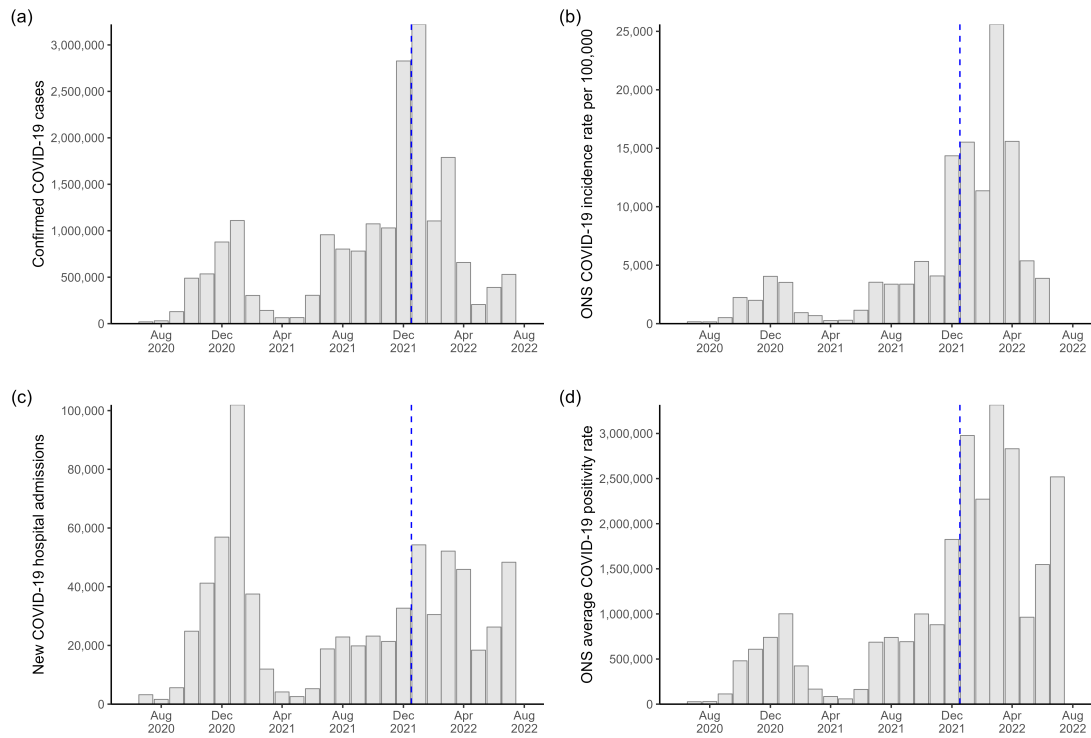 (a)
Confirmed COVID-19 cases
3,000,000
2,500,000
2,000,000
1,500,000
1,000,000
500,000
0
Aug
2020
Dec
2020
Apr
2021
Aug
2021
Dec
2021
Apr
2022
Aug
2022
(b)
ONS COVID-19 incidence rate per 100,000
25,000
20,000
15,000
10,000
5,000
0
Aug
2020
Dec
2020
Apr
2021
Aug
2021
Dec
2021
Apr
2022
Aug
2022
(c)
New COVID-19 hospital admissions
100,000
80,000
60,000
40,000
20,000
0
Aug
2020
Dec
2020
Apr
2021
Aug
2021
Dec
2021
Apr
2022
Aug
2022
(d)
ONS average COVID-19 positivity rate
3,000,000
2,500,000
2,000,000
1,500,000
1,000,000
500,000
0
Aug
2020
Dec
2020
Apr
2021
Aug
2021
Dec
2021
Apr
2022
Aug
2022